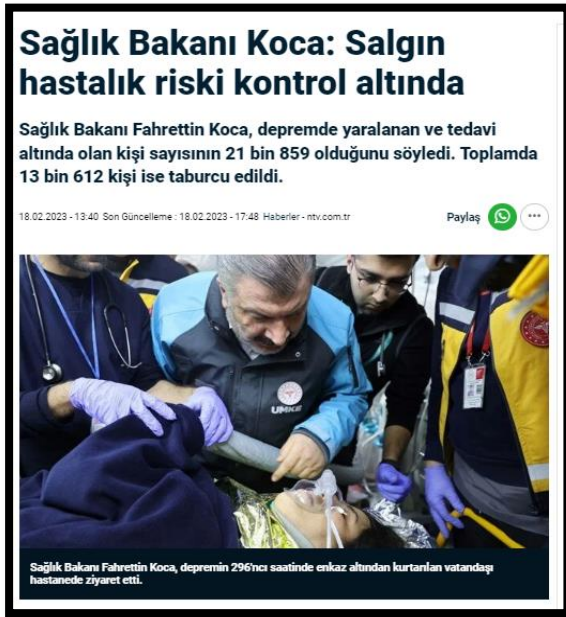 Sağlık Bakanı Koca: Salgın
hastalık riski kontrol altında
Sağlık Bakanı Fahrettin Koca, depremde yaralanan ve tedavi
altında olan kişi sayısının 21 bin 859 olduğunu söyledi. Toplamda
13 bin 612 kişi ise taburcu edildi.
18.02.2023 - 13:40 Son Güncelleme : 18.02.2023 - 17:48 Haberler - ntv.com.tr
Paylaş
UMKE
Sağlık Bakanı Fahrettin Koca, depremin 296'ncı saatinde enkaz altından kurtarılan vatandaşı
hastanede ziyaret etti.